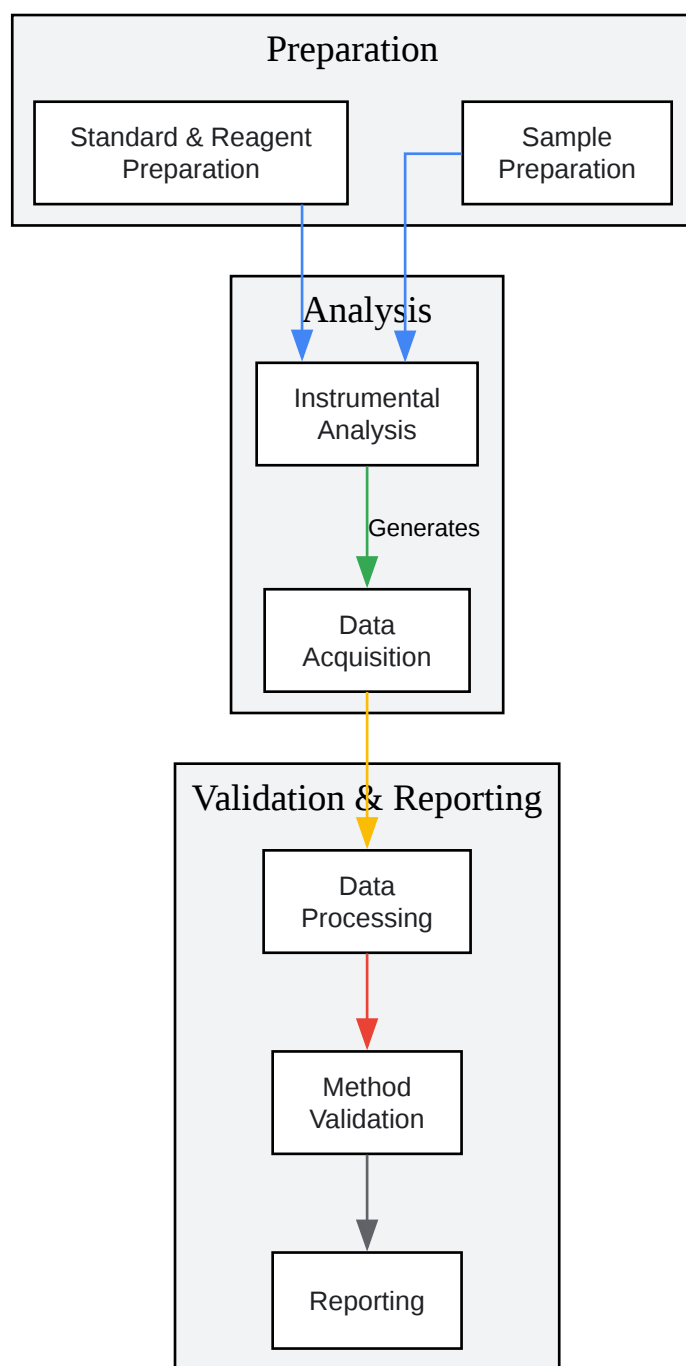 Preparation
Standard & Reagent
Preparation
Sample
Preparation
Analysis
Instrumental
Analysis
Generates
Data
Acquisition
Validation & Reporting
Data
Processing
Method
Validation
Reporting